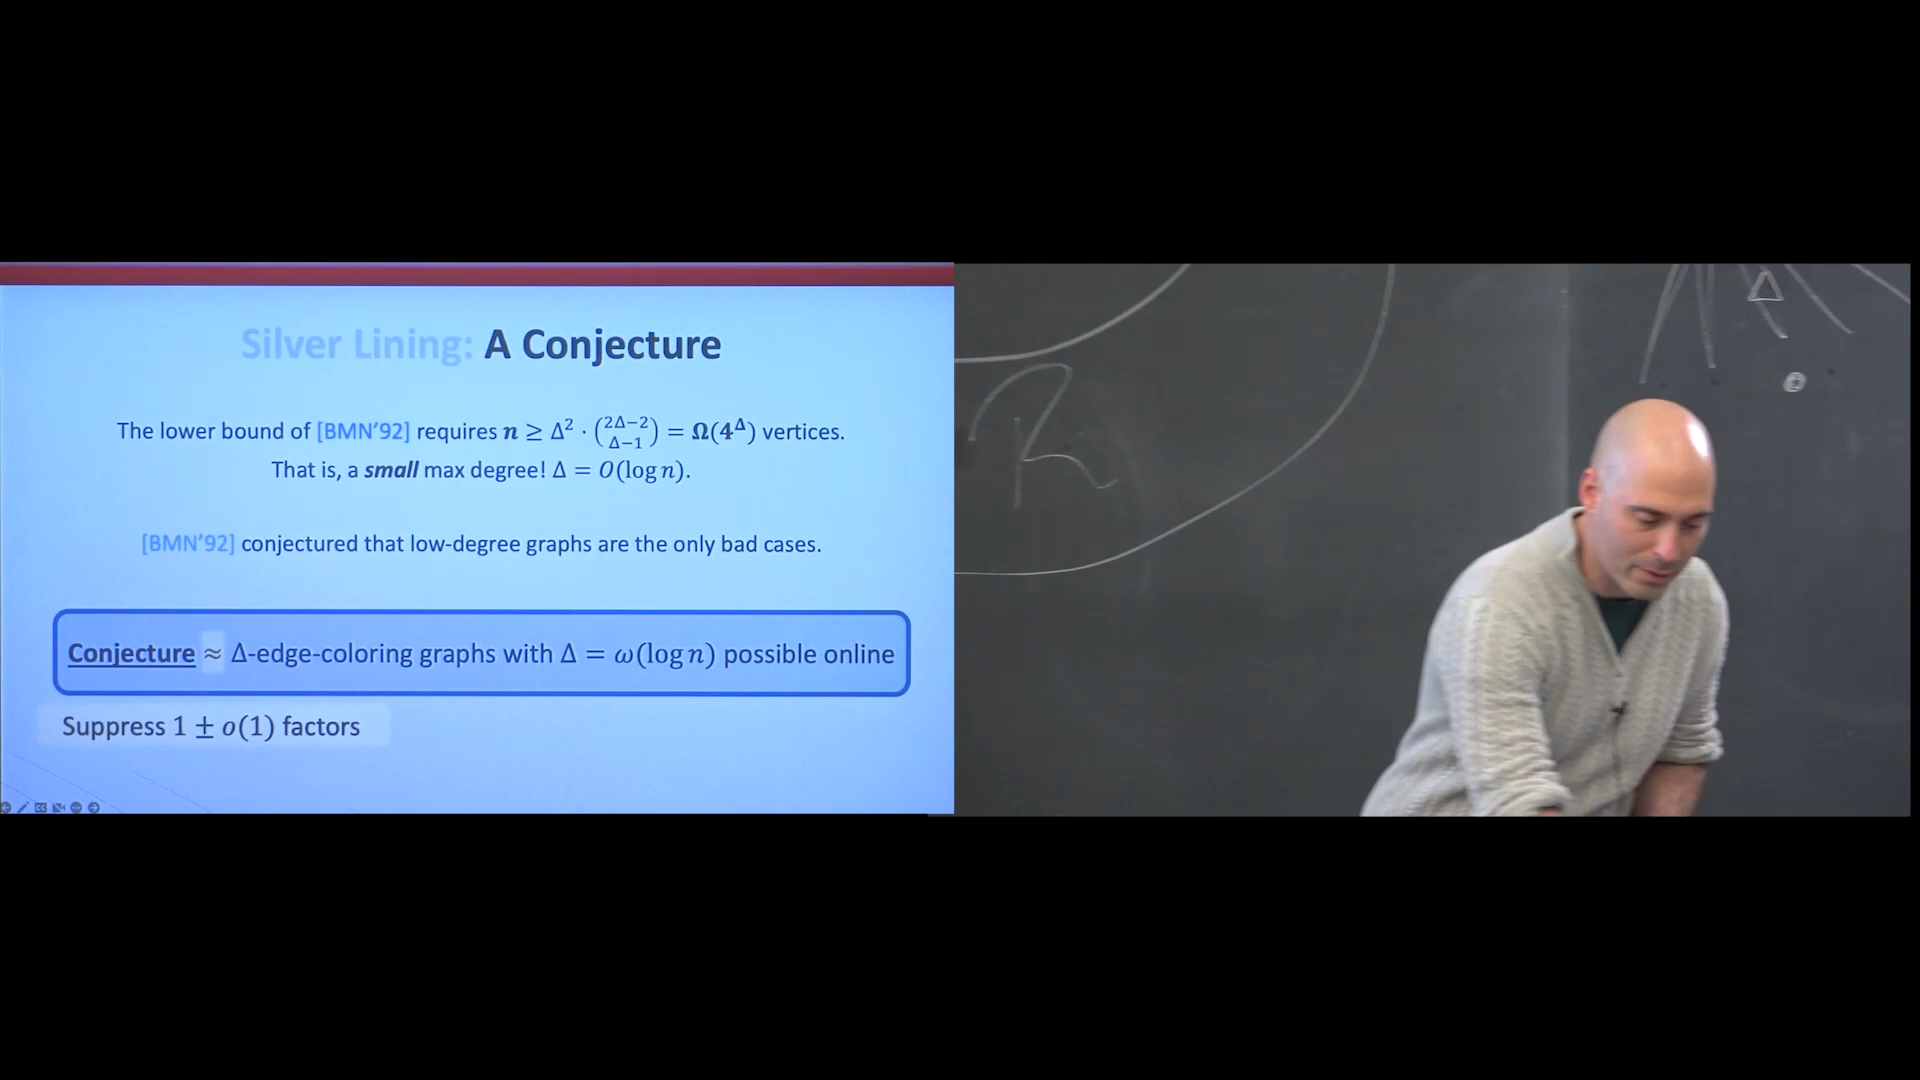 Silver Lining: A Conjecture
The lower bound of [BMN'92] requires n ≥ Δ² · (2Δ−2 Δ−1) = Ω(4^Δ) vertices.
That is, a small max degree! Δ = O(log n).
[BMN'92] conjectured that low-degree graphs are the only bad cases.
Conjecture ≈ Δ-edge-coloring graphs with Δ = ω(log n) possible online
Suppress 1 ± o(1) factors
R
Δ